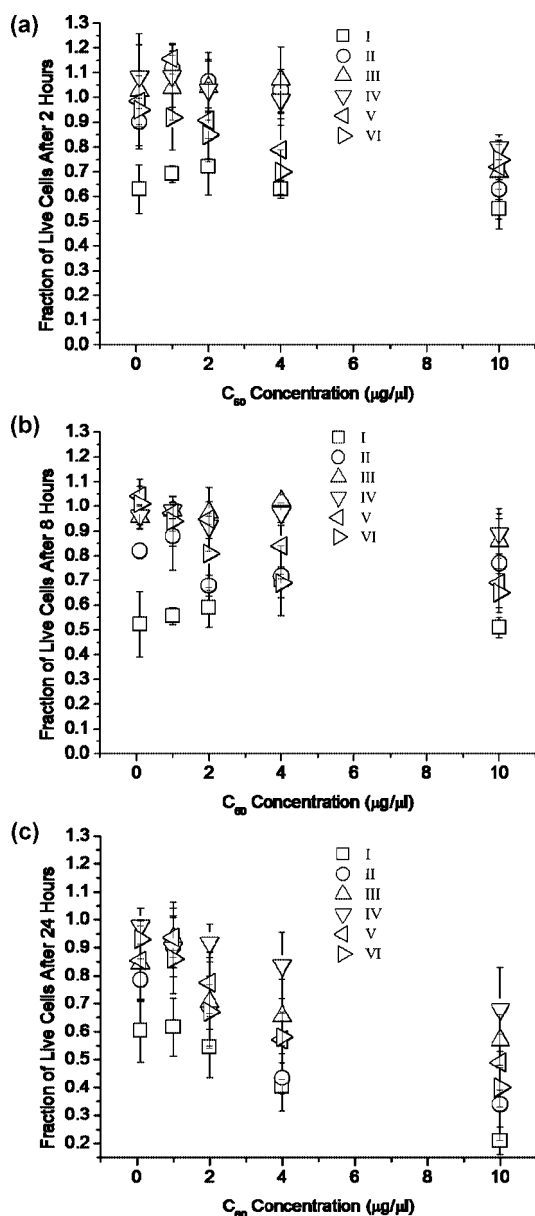 (a)
Fraction of Live Cells After 2 Hours
1.3
1.2
1.1
1.0
0.9
0.8
0.7
0.6
0.5
0.4
0.3
0.2
0.1
0.0
I
II
III
IV
V
VI
0 2 4 6 8 10
C60 Concentration (μg/μl)
(b)
Fraction of Live Cells After 8 Hours
1.3
1.2
1.1
1.0
0.9
0.8
0.7
0.6
0.5
0.4
0.3
0.2
0.1
0.0
I
II
III
IV
V
VI
0 2 4 6 8 10
C60 Concentration (μg/μl)
(c)
Fraction of Live Cells After 24 Hours
1.3
1.2
1.1
1.0
0.9
0.8
0.7
0.6
0.5
0.4
0.3
0.2
I
II
III
IV
V
VI
0 2 4 6 8 10
C60 Concentration (μg/μl)